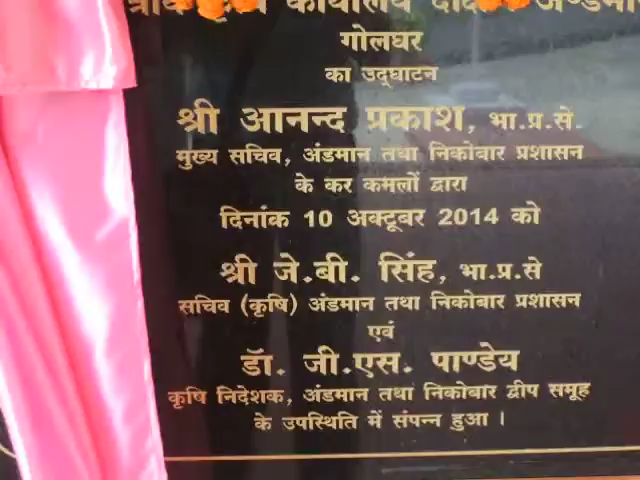 कृषि कार्यालय
गोलघर
का उद्घाटन
श्री आनन्द प्रकाश, भा.प्र.से.
मुख्य सचिव, अंडमान तथा निकोबार प्रशासन
के कर कमलों द्वारा
दिनांक 10 अक्टूबर 2014 को
श्री जे.बी. सिंह, भा.प्र.से
सचिव (कृषि) अंडमान तथा निकोबार प्रशासन
एवं
डॉ. जी.एस. पाण्डेय
कृषि निदेशक, अंडमान तथा निकोबार द्वीप समूह
के उपस्थिति में संपन्न हुआ ।